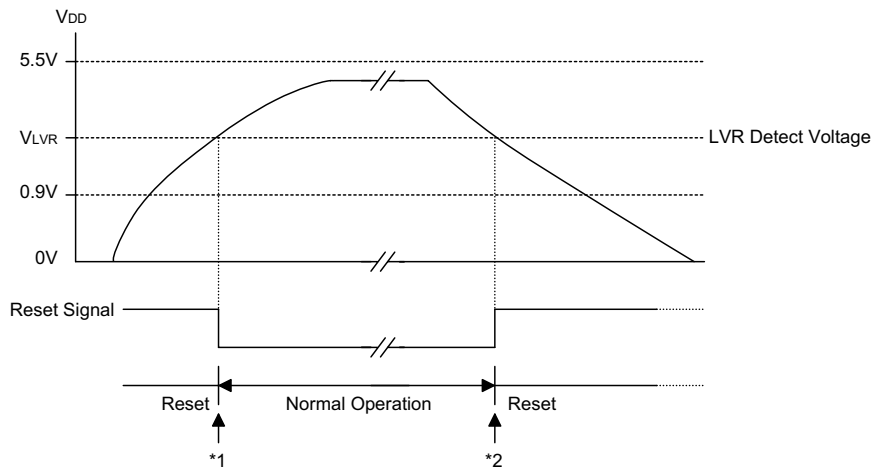 VDD
5.5V
VLVR
LVR Detect Voltage
0.9V
0V
Reset Signal
Reset
Normal Operation
Reset
*1
*2